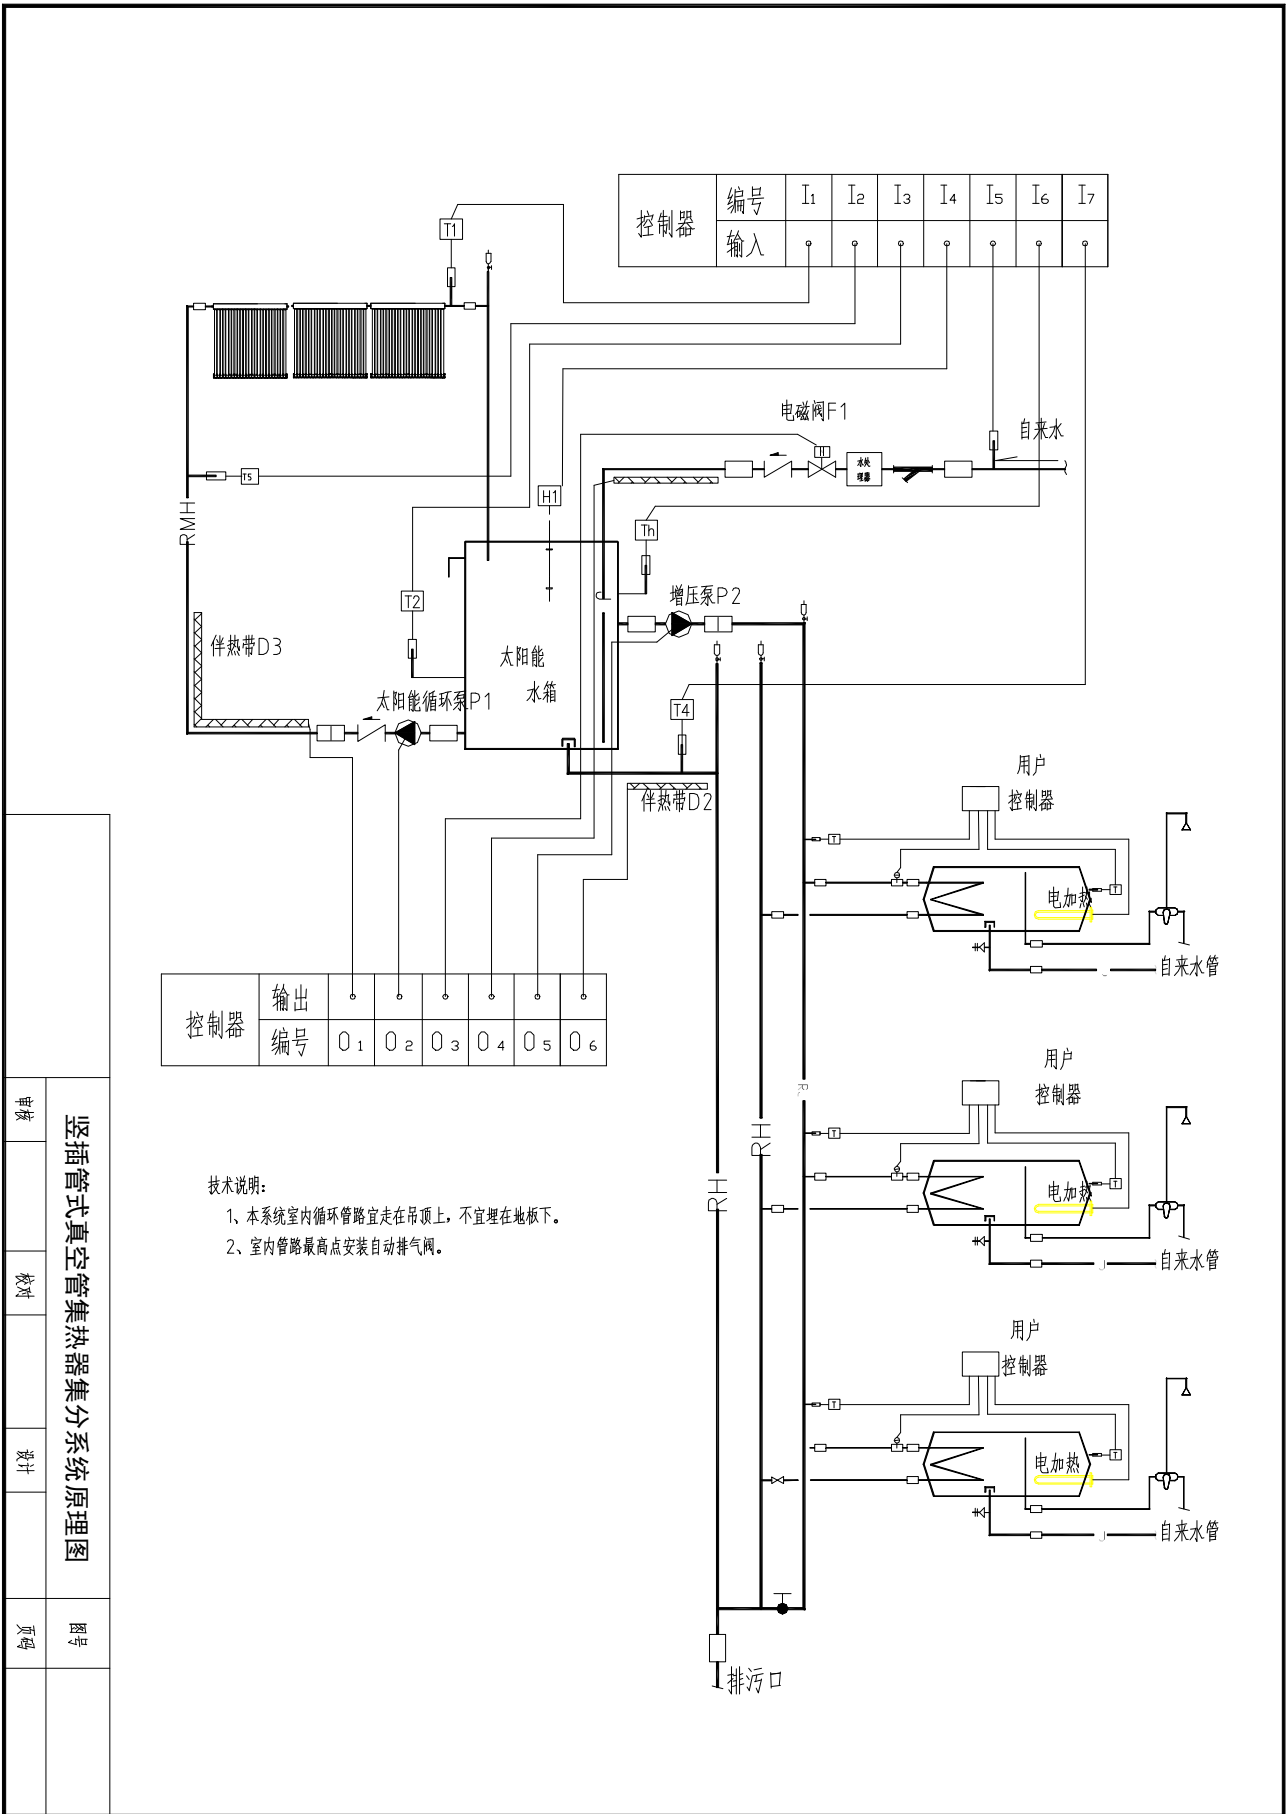 控制器 编号 I1 I2 I3 I4 I5 I6 I7
输入
T1
电磁阀F1
自来水
水处
理器
T5
H1
RMH
Th
T2
增压泵P2
伴热带D3
太阳能
水箱
太阳能循环泵P1
T4
伴热带D2
用户
控制器
T
T
电加热
自来水管
控制器 输出
编号 O1 O2 O3 O4 O5 O6
用户
控制器
T
T
电加热
J
自来水管
RH
RH
技术说明：
1、本系统室内循环管路宜走在吊顶上，不宜埋在地板下。
2、室内管路最高点安装自动排气阀。
用户
控制器
T
T
电加热
J
自来水管
排污口
竖插管式真空管集热器集分系统原理图
图号
审核
校对
设计
页码